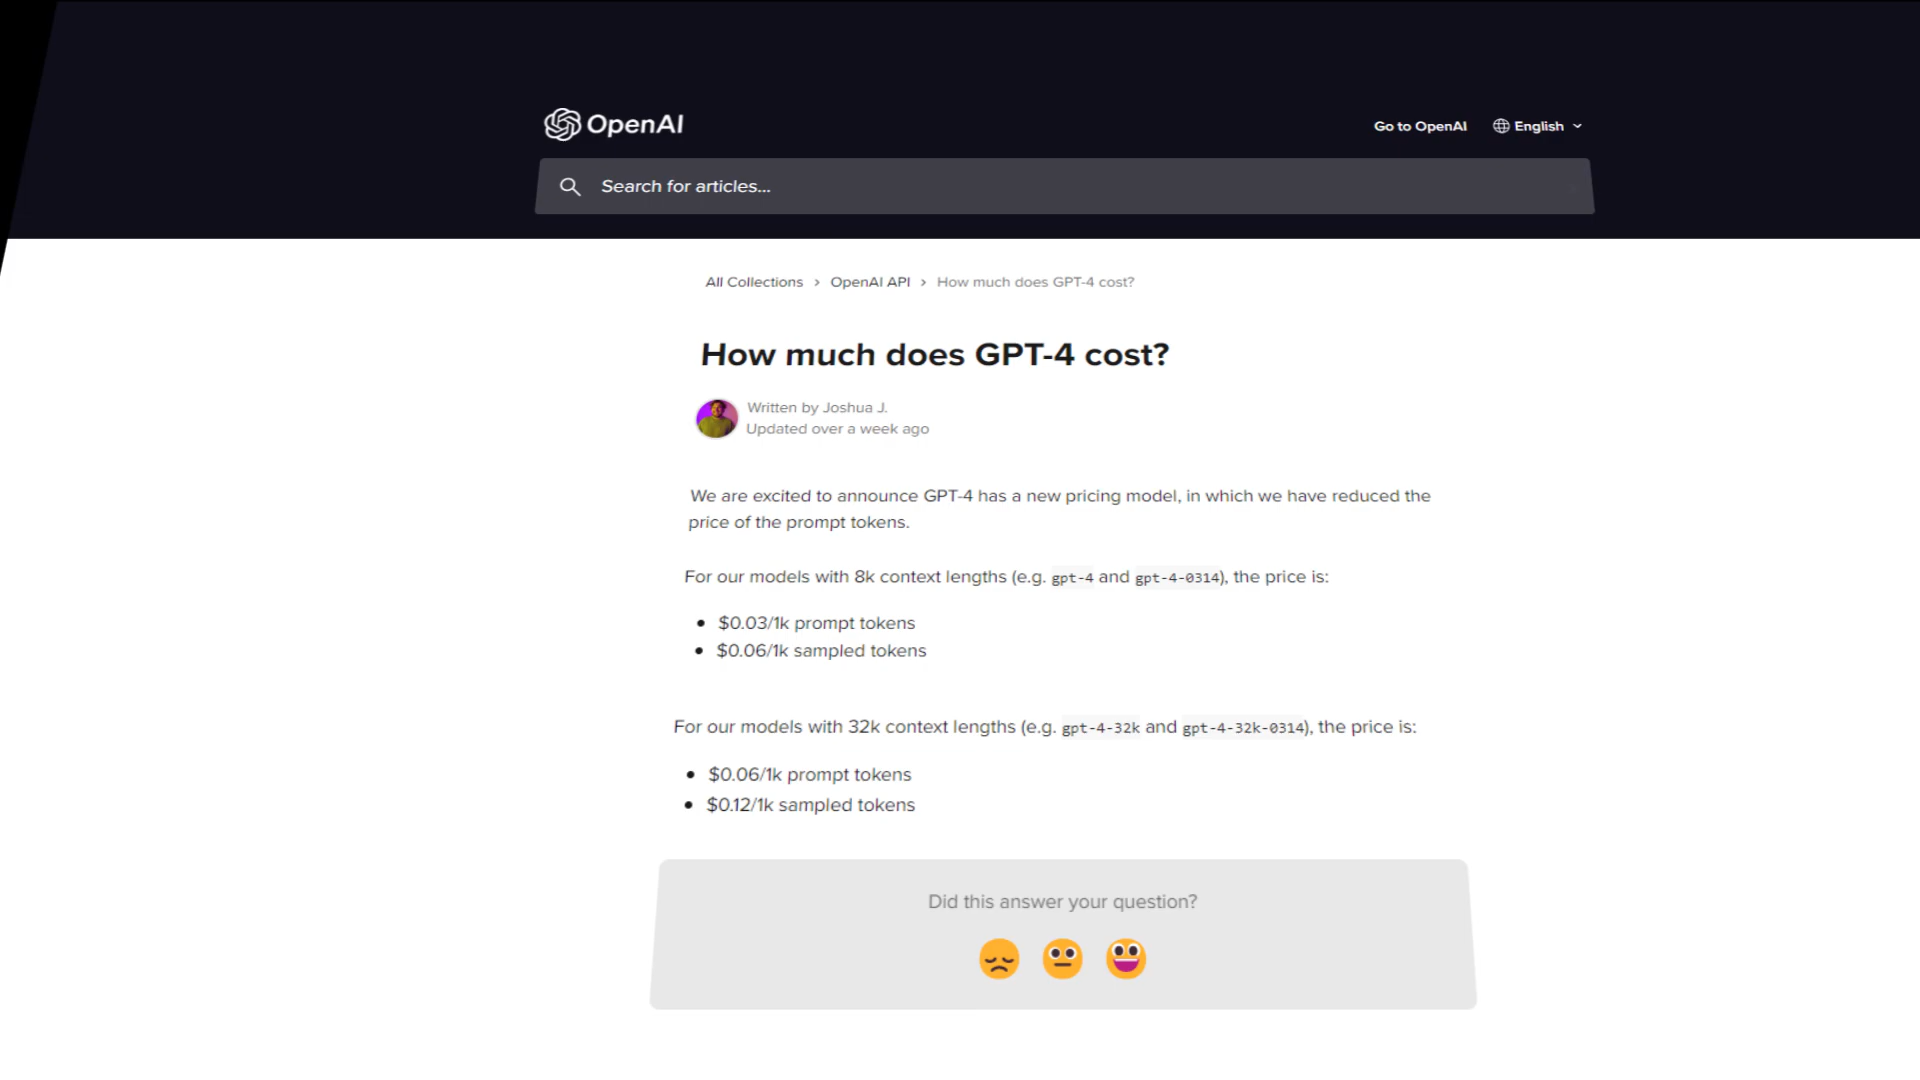 OpenAI
Go to OpenAI
English
Search for articles...
All Collections > OpenAI API > How much does GPT-4 cost?
How much does GPT-4 cost?
Written by Joshua J.
Updated over a week ago
We are excited to announce GPT-4 has a new pricing model, in which we have reduced the
price of the prompt tokens.
For our models with 8k context lengths (e.g. gpt-4 and gpt-4-0314), the price is:
• $0.03/1k prompt tokens
• $0.06/1k sampled tokens
For our models with 32k context lengths (e.g. gpt-4-32k and gpt-4-32k-0314), the price is:
• $0.06/1k prompt tokens
• $0.12/1k sampled tokens
Did this answer your question?